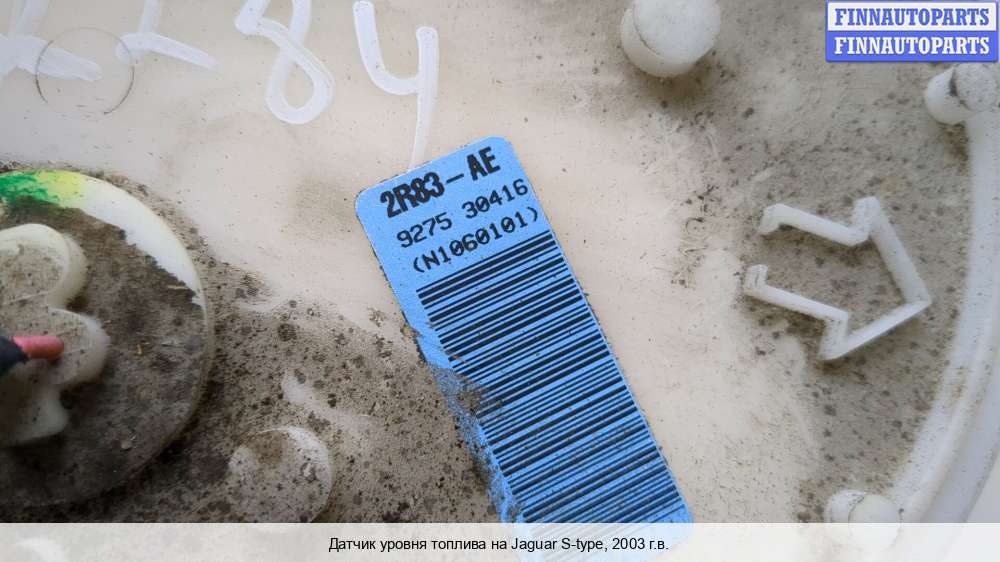 FINNAUTOPARTS
FINNAUTOPARTS
2R83-AE
9275 30416
(N1060101)
Датчик уровня топлива на Jaguar S-type, 2003 г.в.